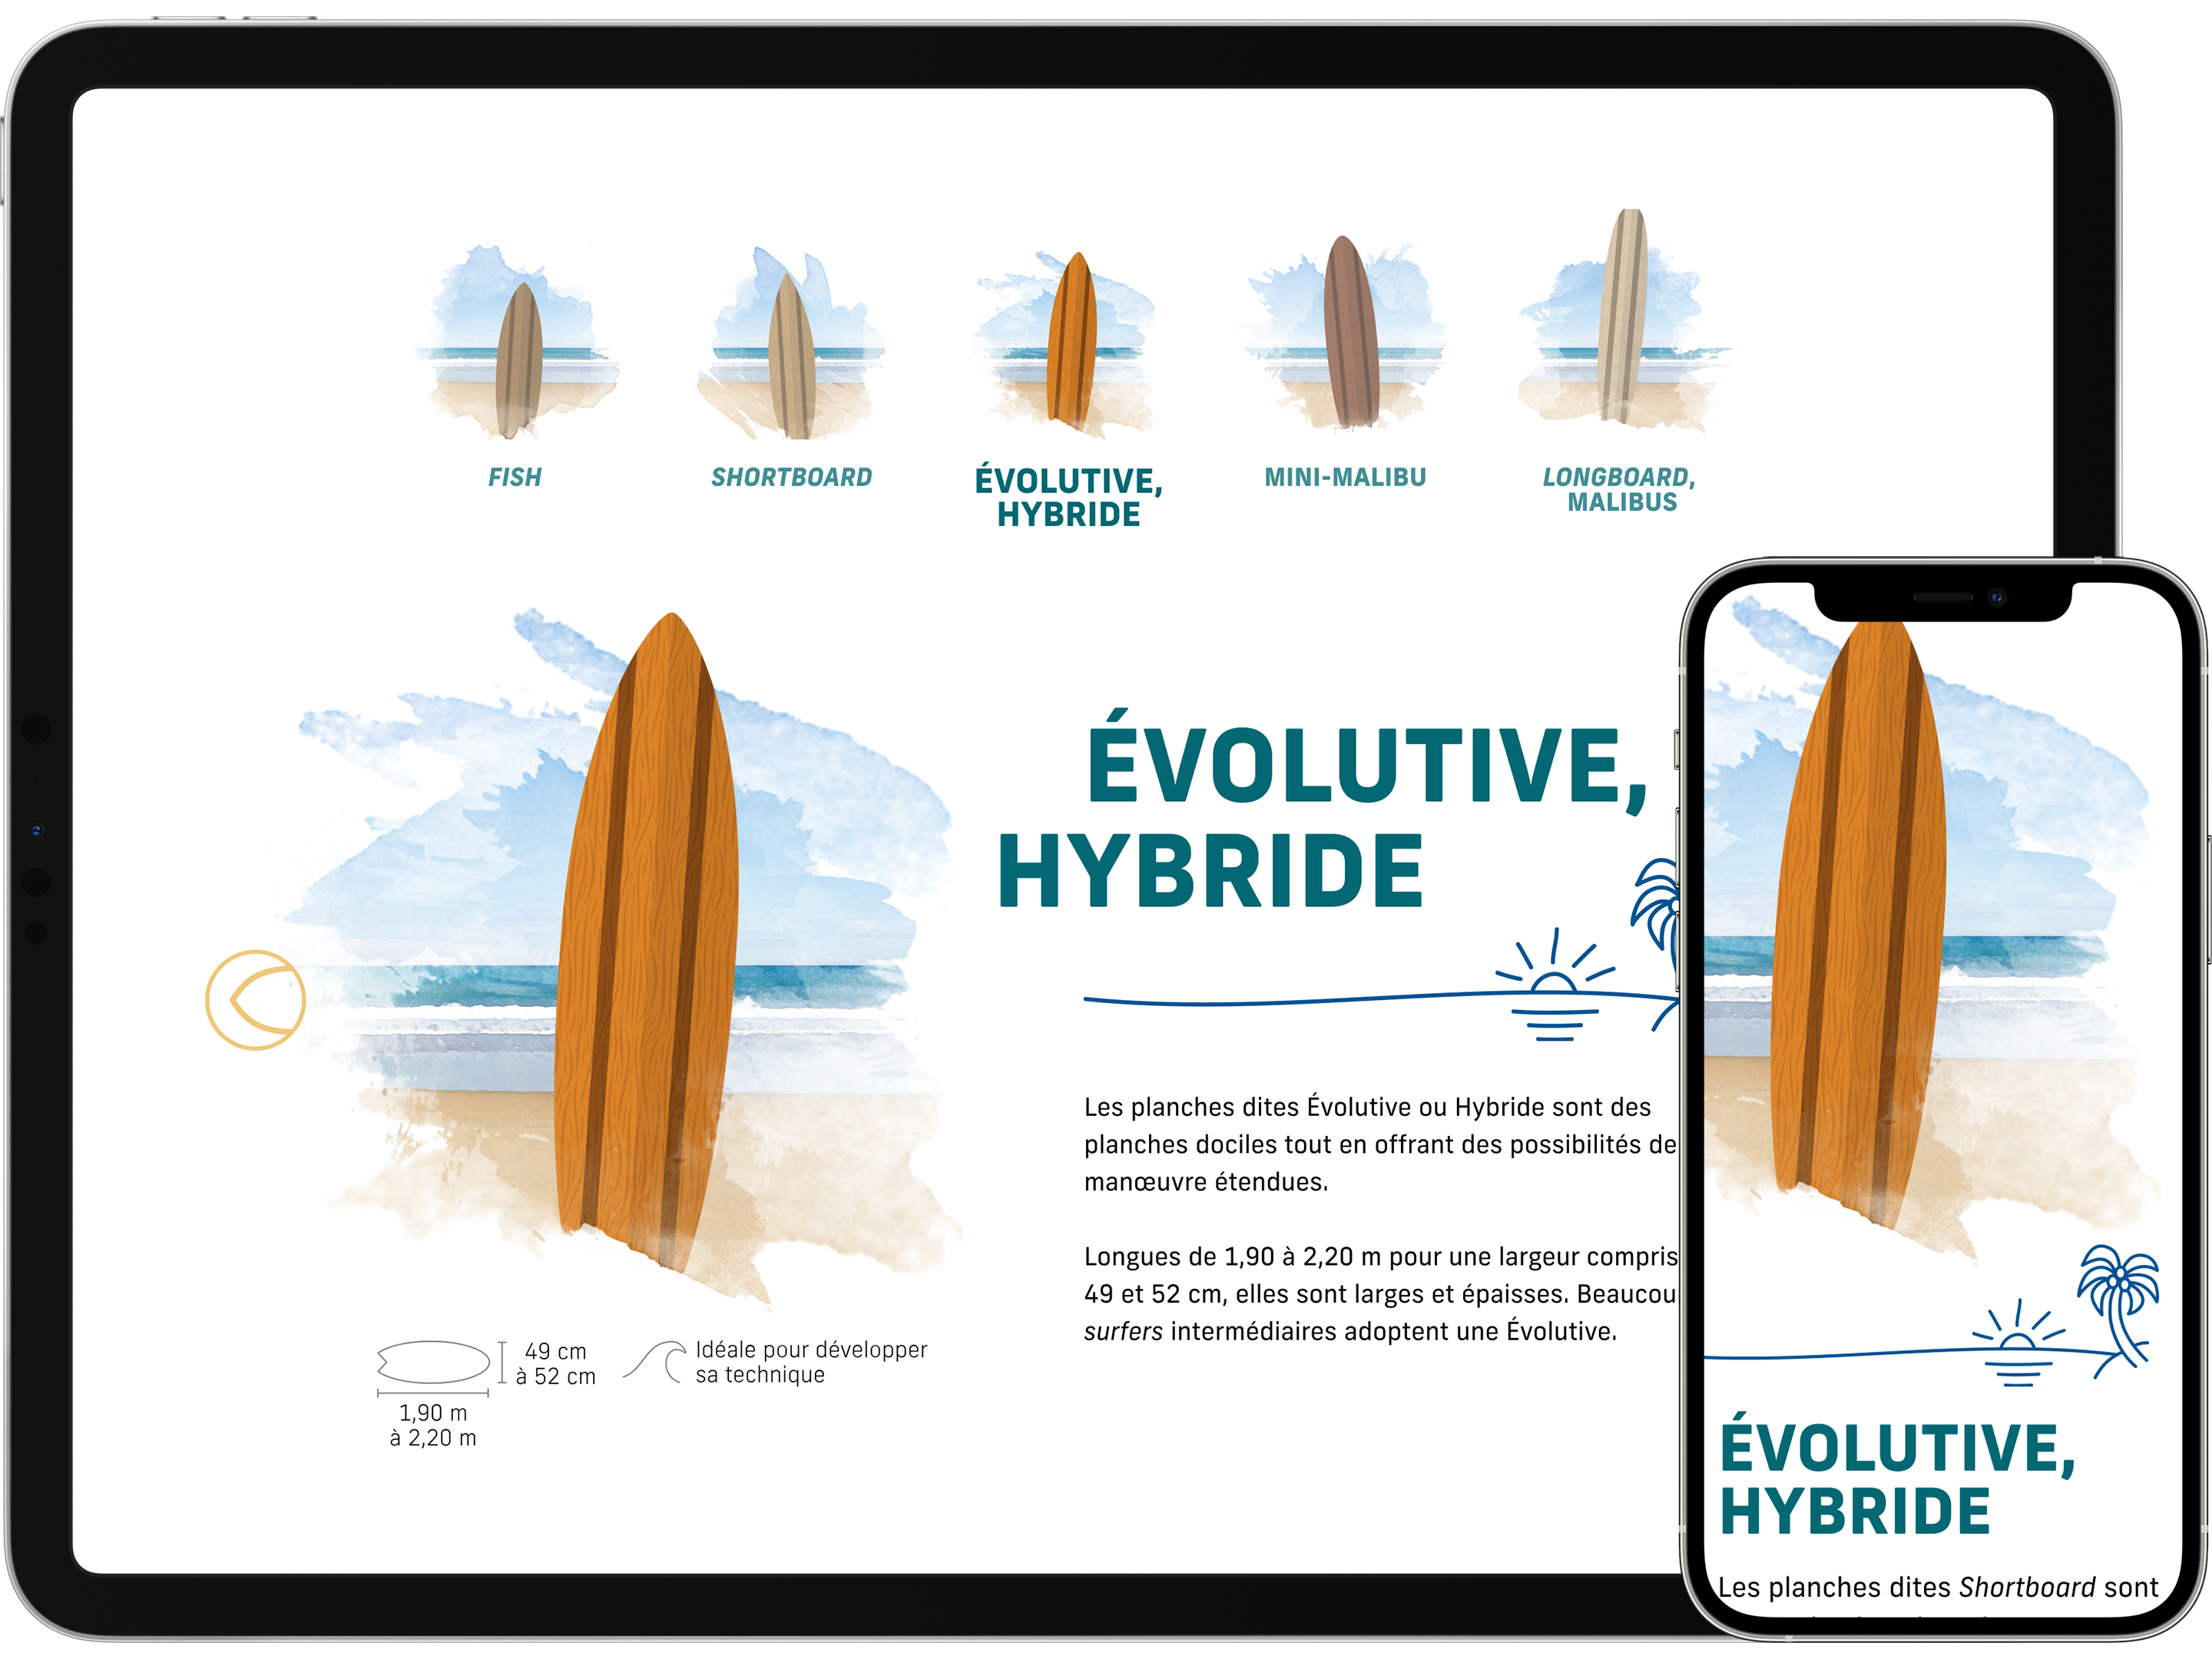 FISH
SHORTBOARD
ÉVOLUTIVE,
HYBRIDE
MINI-MALIBU
LONGBOARD,
MALIBUS
ÉVOLUTIVE,
HYBRIDE
Les planches dites Évolutive ou Hybride sont des
planches dociles tout en offrant des possibilités de
manœuvre étendues.
Longues de 1,90 à 2,20 m pour une largeur compris
49 et 52 cm, elles sont larges et épaisses. Beaucou
surfers intermédiaires adoptent une Évolutive.
49 cm
à 52 cm
1,90 m
à 2,20 m
Idéale pour développer
sa technique
ÉVOLUTIVE,
HYBRIDE
Les planches dites Shortboard sont